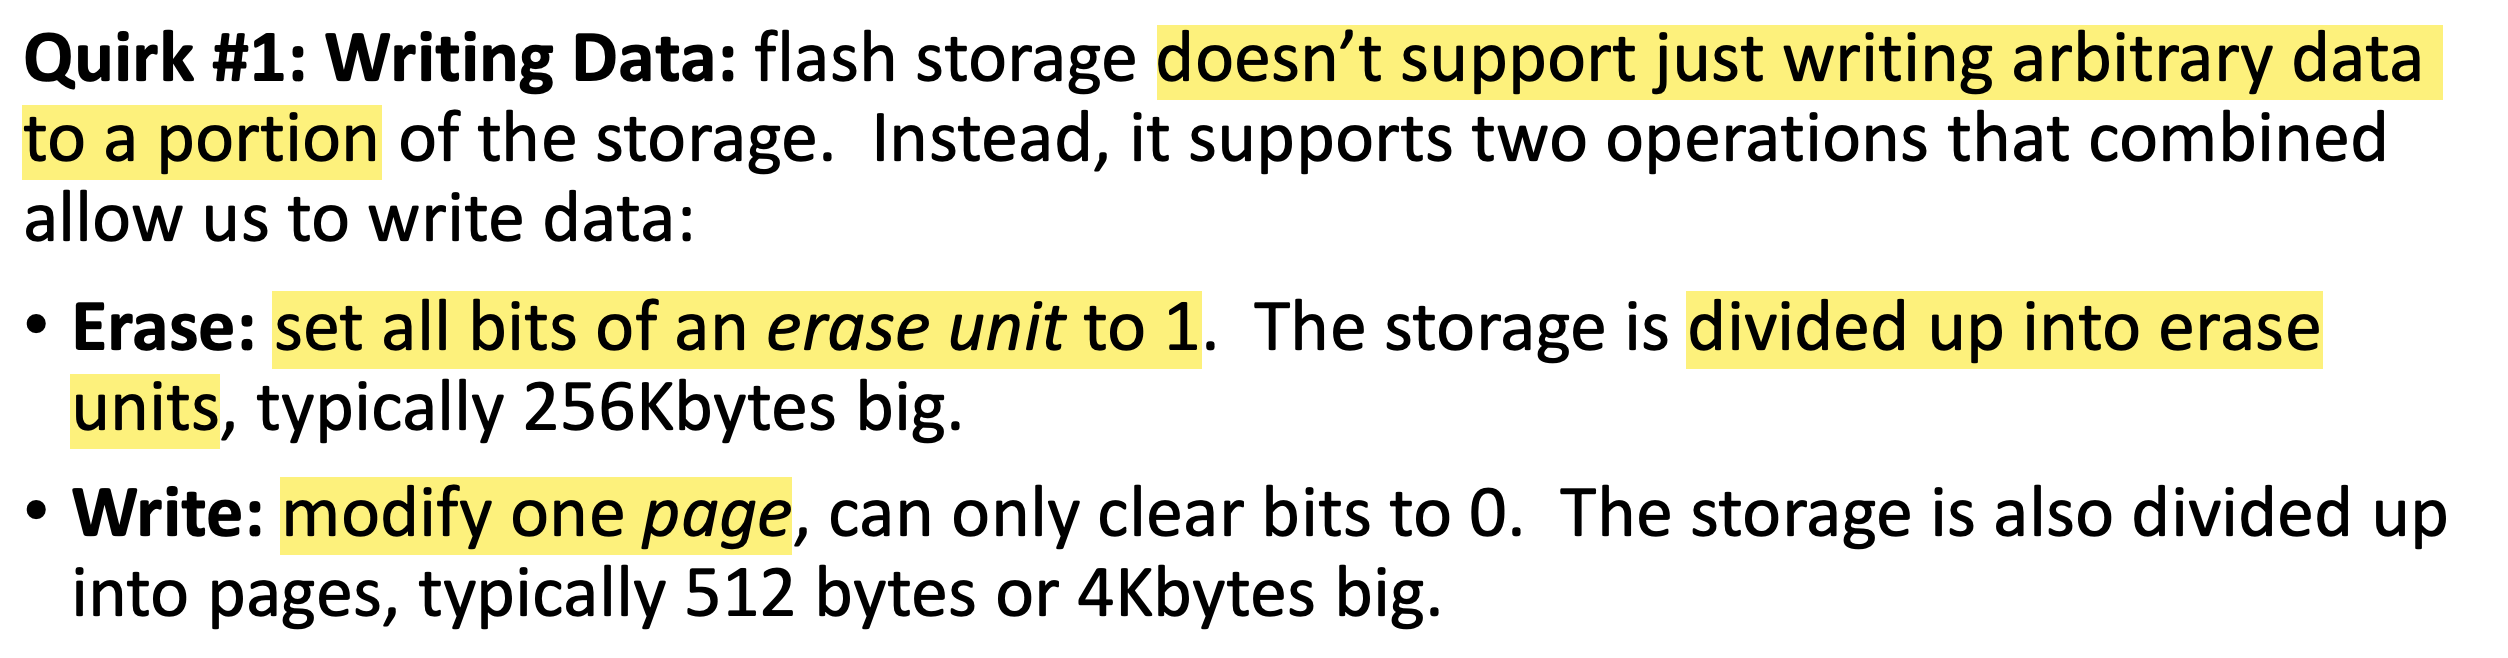 Quirk #1: Writing Data: flash storage doesn't support just writing arbitrary data
to a portion of the storage. Instead, it supports two operations that combined
allow us to write data:
• Erase: set all bits of an erase unit to 1. The storage is divided up into erase
units, typically 256Kbytes big.
• Write: modify one page, can only clear bits to 0. The storage is also divided up
into pages, typically 512 bytes or 4Kbytes big.